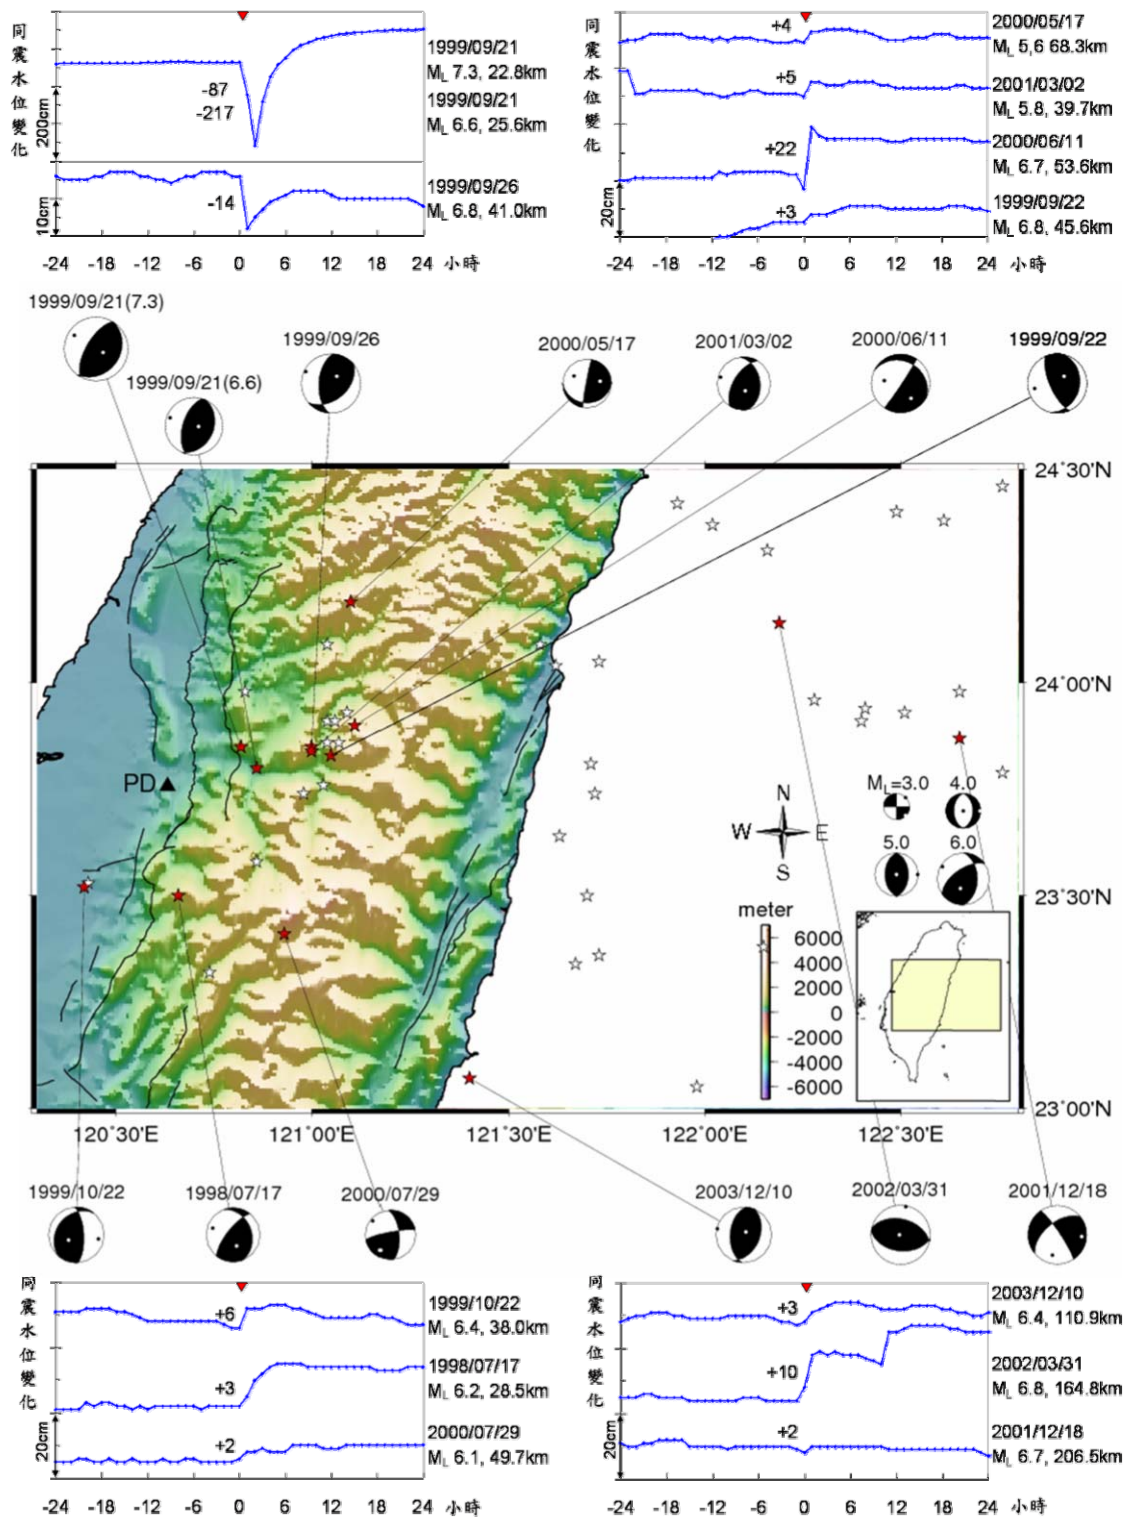 同震水位變化
200cm
10cm
-87
-217
-14
1999/09/21
ML 7.3, 22.8km
1999/09/21
ML 6.6, 25.6km
1999/09/26
ML 6.8, 41.0km
-24 -18 -12 -6 0 6 12 18 24 小時
同震水位變化
20cm
+4
+5
+22
+3
2000/05/17
ML 5,6 68.3km
2001/03/02
ML 5.8, 39.7km
2000/06/11
ML 6.7, 53.6km
1999/09/22
ML 6.8, 45.6km
-24 -18 -12 -6 0 6 12 18 24 小時
1999/09/21(7.3)
1999/09/21(6.6)
1999/09/26
2000/05/17
2001/03/02
2000/06/11
1999/09/22
24°30'N
24°00'N
23°30'N
23°00'N
PD
N
W E
S
ML=3.0 4.0
5.0 6.0
meter
6000
4000
2000
0
-2000
-4000
-6000
120°30'E 121°00'E 121°30'E 122°00'E 122°30'E
1999/10/22
1998/07/17
2000/07/29
2003/12/10
2002/03/31
2001/12/18
同震水位變化
20cm
+6
+3
+2
1999/10/22
ML 6.4, 38.0km
1998/07/17
ML 6.2, 28.5km
2000/07/29
ML 6.1, 49.7km
-24 -18 -12 -6 0 6 12 18 24 小時
同震水位變化
20cm
+3
+10
+2
2003/12/10
ML 6.4, 110.9km
2002/03/31
ML 6.8, 164.8km
2001/12/18
ML 6.7, 206.5km
-24 -18 -12 -6 0 6 12 18 24 小時